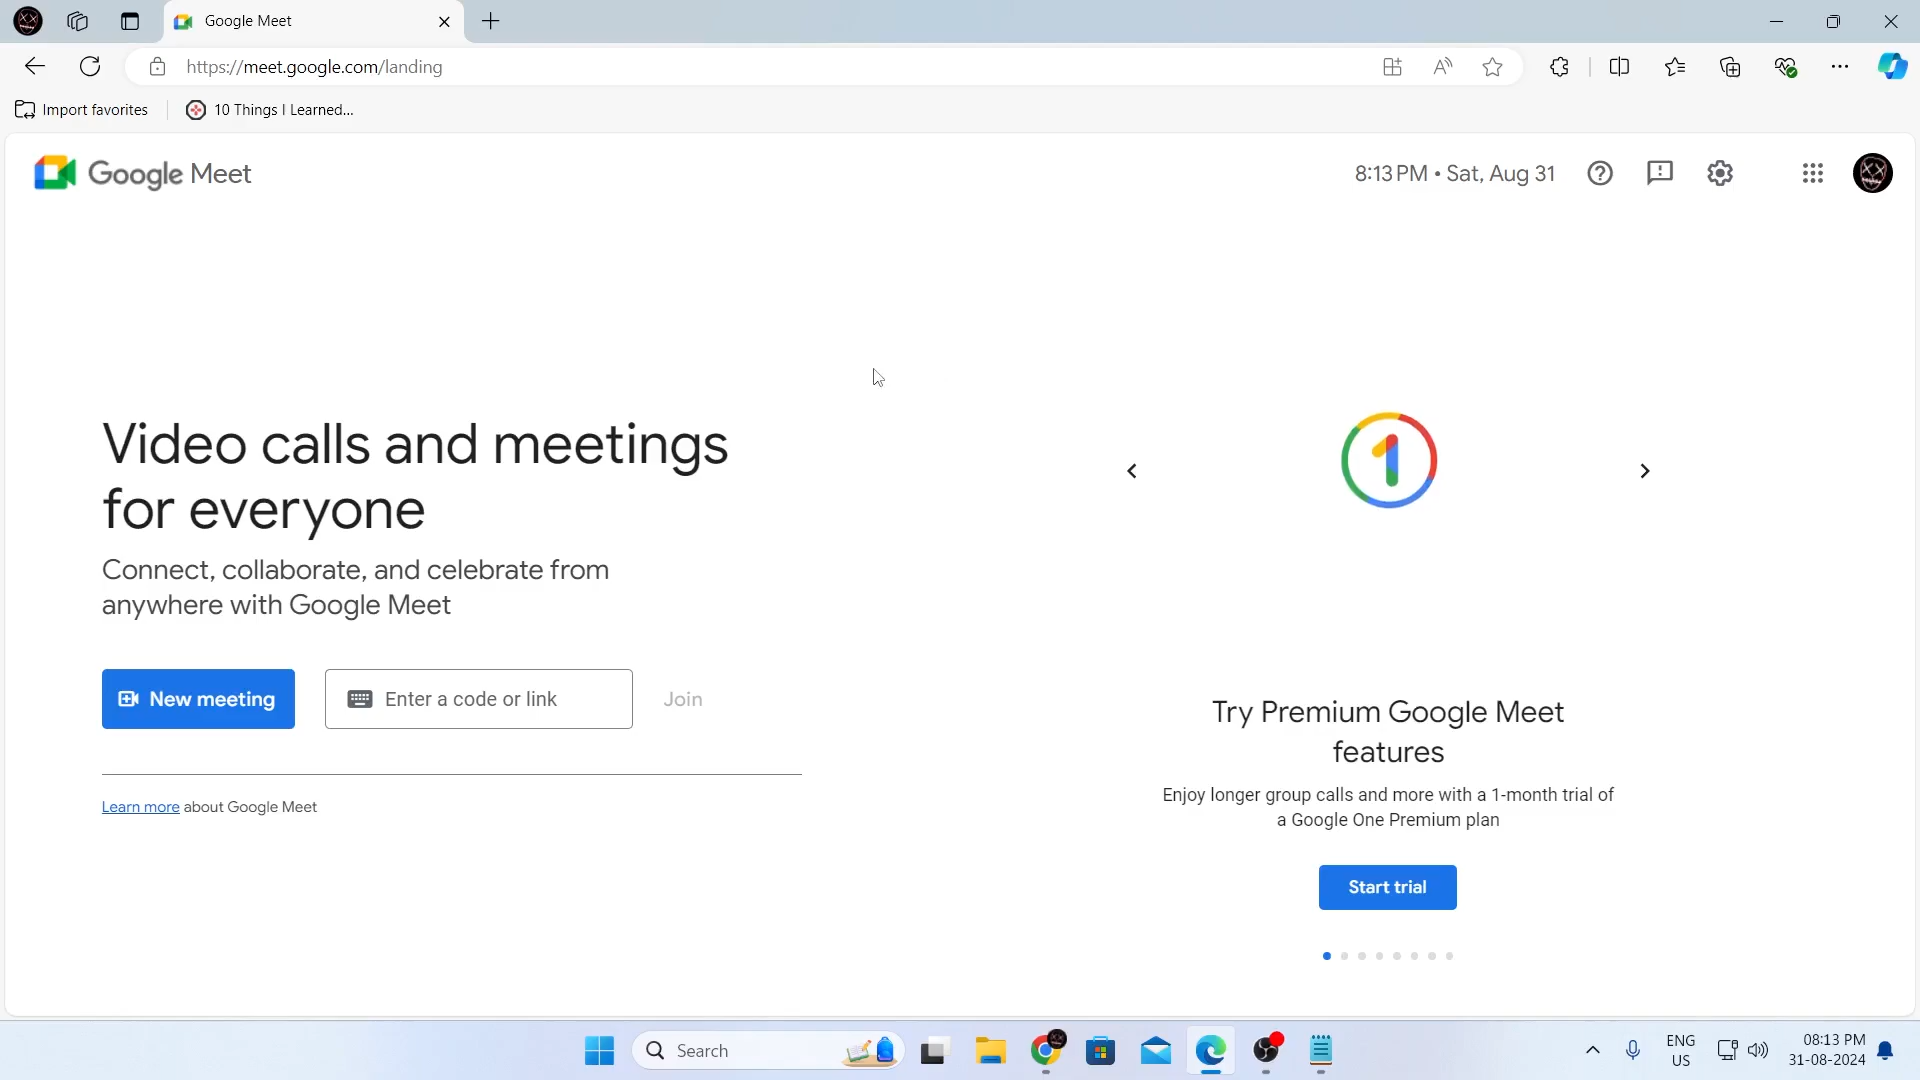 Google Meet
https://meet.google.com/landing
Import favorites
10 Things I Learned...
Google Meet
8:13 PM • Sat, Aug 31
Video calls and meetings
for everyone
Connect, collaborate, and celebrate from
anywhere with Google Meet
New meeting
Enter a code or link
Join
Learn more about Google Meet
1
Try Premium Google Meet
features
Enjoy longer group calls and more with a 1-month trial of
a Google One Premium plan
Start trial
Search
ENG
US
08:13 PM
31-08-2024